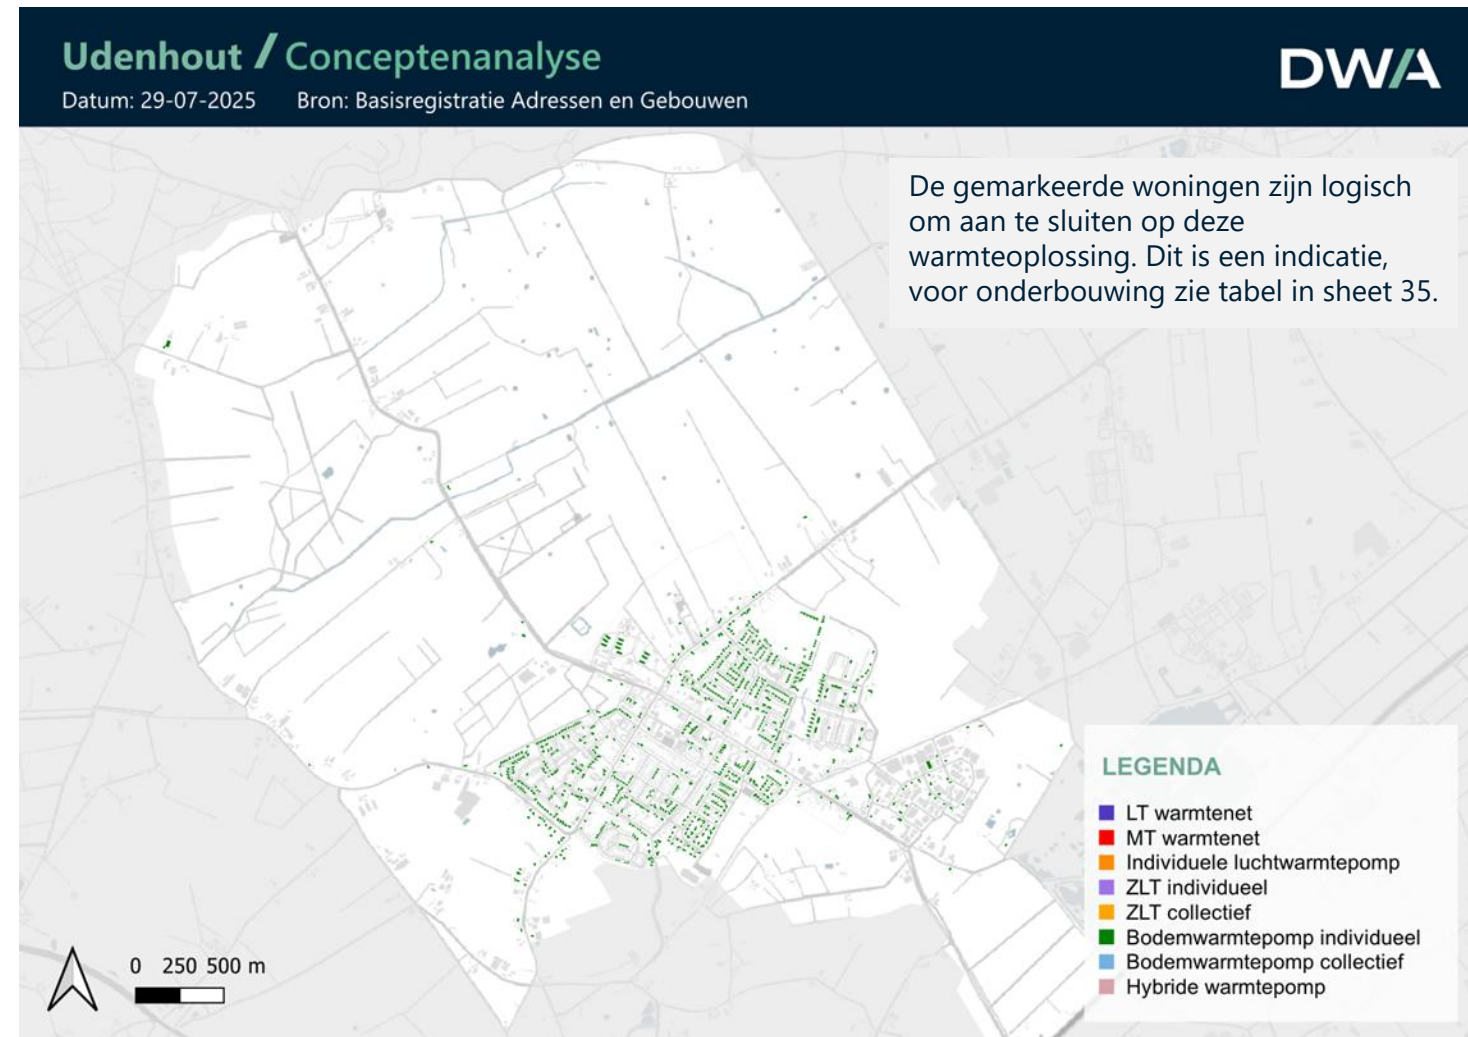 Udenhout / Conceptenanalyse
Datum: 29-07-2025 Bron: Basisregistratie Adressen en Gebouwen
DWA
De gemarkeerde woningen zijn logisch
om aan te sluiten op deze
warmteoplossing. Dit is een indicatie,
voor onderbouwing zie tabel in sheet 35.
LEGENDA
LT warmtenet
MT warmtenet
Individuele luchtwarmtepomp
ZLT individueel
ZLT collectief
Bodemwarmtepomp individueel
Bodemwarmtepomp collectief
Hybride warmtepomp
0 250 500 m